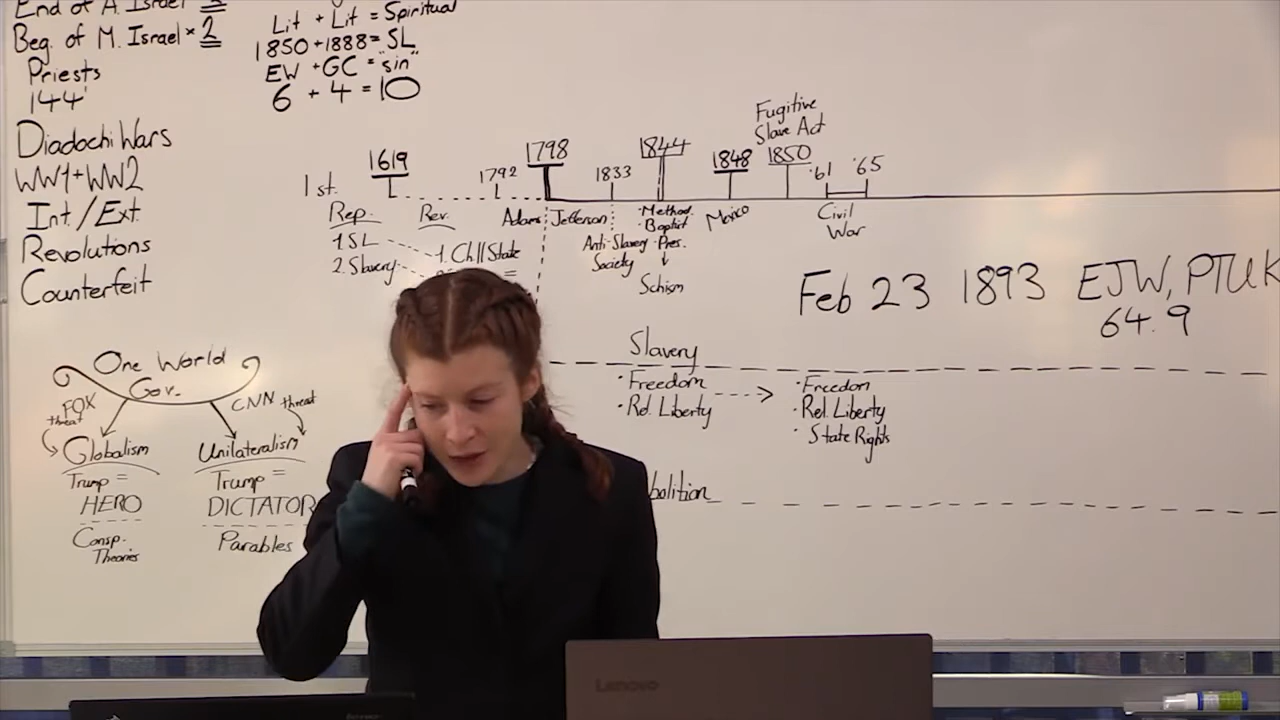 End of A. Israel
Beg. of M. Israel × 2
Priests
144'
Diadochi Wars
WW1+WW2
Int./Ext.
Revolutions
Counterfeit
Lit + Lit = Spiritual
1850+1888 = SL
EW + GC = "sin"
6 + 4 = 10
1st.
1619
1792
1798
1833
1844
1848
Fugitive
Slave Act
1850
'61
'65
Rep.
1. SL
2. Slavery
Rev.
1. Ch/State
Adams
Jefferson
Anti-Slavery
Society
· Method.
· Baptist
· Pres.
↓
Schism
Mexico
Civil
War
Feb 23 1893 EJW, PTUK
64.9
Slavery
· Freedom
· Rel. Liberty
· Freedom
· Rel. Liberty
· State Rights
bolition
One World
Gov.
FOX
threat
CNN threat
Globalism
Trump =
HERO
Consp.
Theories
Unilateralism
Trump =
DICTATOR
Parables
Lenovo